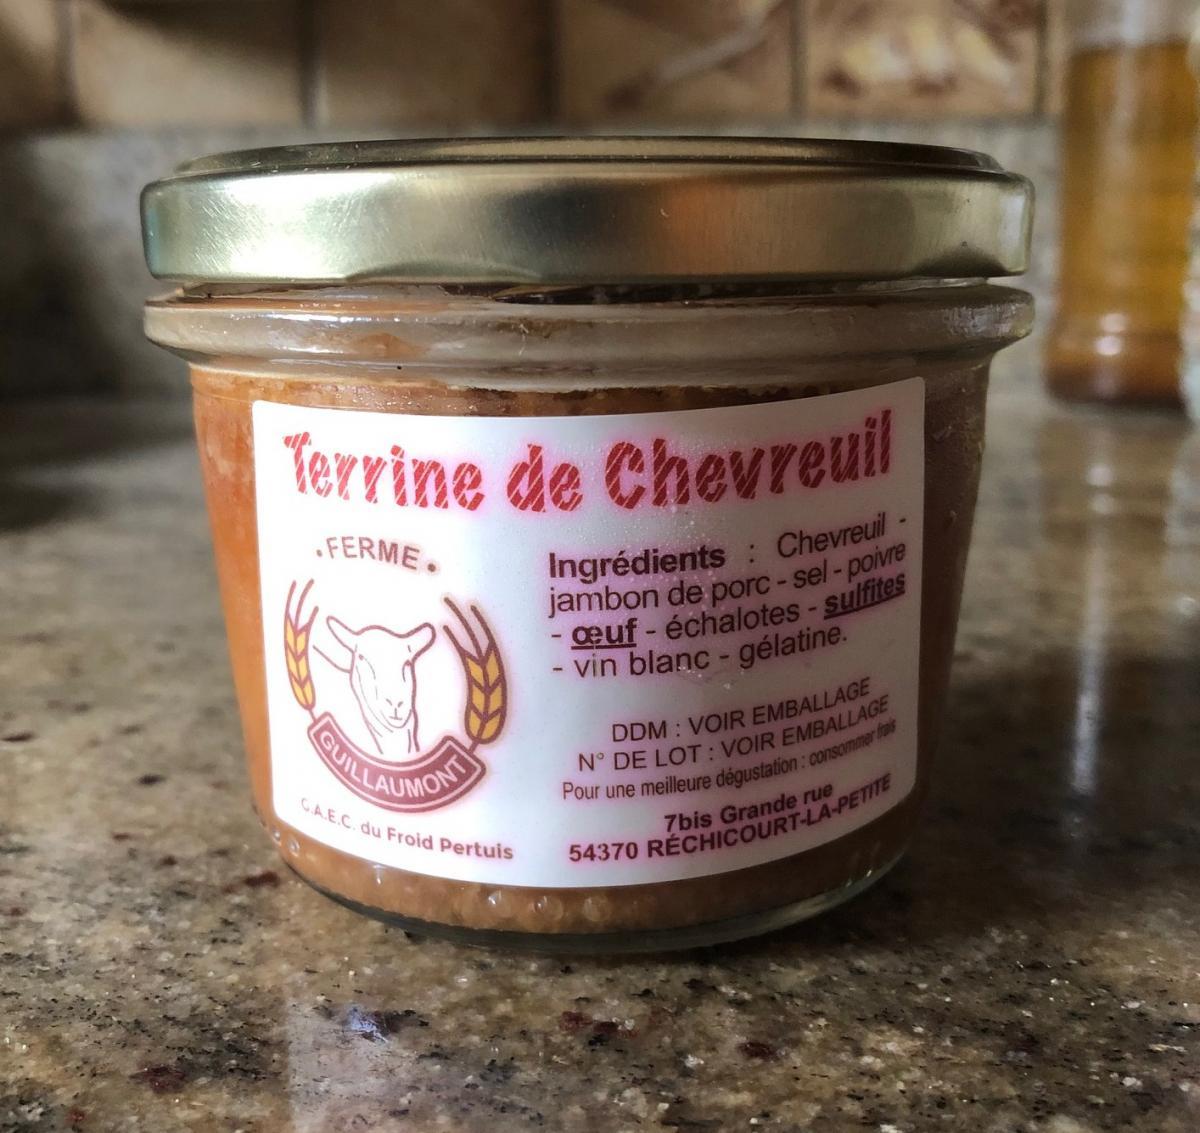 Terrine de Chevreuil
• FERME •
GUILLAUMONT
G.A.E.C. du Froid Pertuis
Ingrédients : Chevreuil -
jambon de porc - sel - poivre
- œuf - échalotes - sulfites
- vin blanc - gélatine.
DDM : VOIR EMBALLAGE
N° DE LOT : VOIR EMBALLAGE
Pour une meilleure dégustation : consommer frais
7bis Grande rue
54370 RÉCHICOURT-LA-PETITE